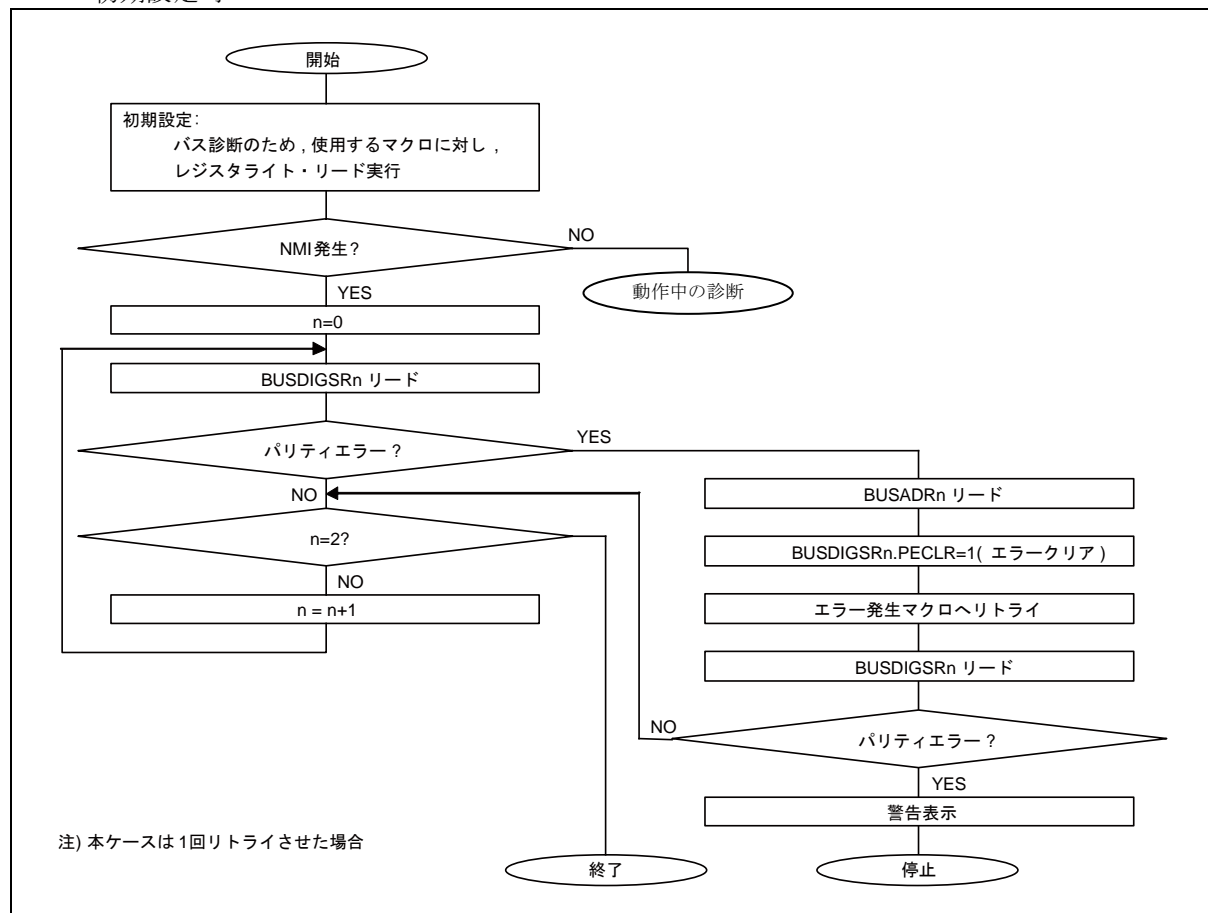 開始
初期設定:
バス診断のため , 使用するマクロに対し ,
レジスタライト・リード実行
NMI発生?
NO
動作中の診断
YES
n=0
BUSDIGSRn リード
パリティエラー ?
YES
NO
BUSADRn リード
n=2?
BUSDIGSRn.PECLR=1( エラークリア )
NO
n = n+1
エラー発生マクロへリトライ
BUSDIGSRn リード
NO
パリティエラー ?
YES
警告表示
注) 本ケースは 1回リトライさせた場合
終了
停止